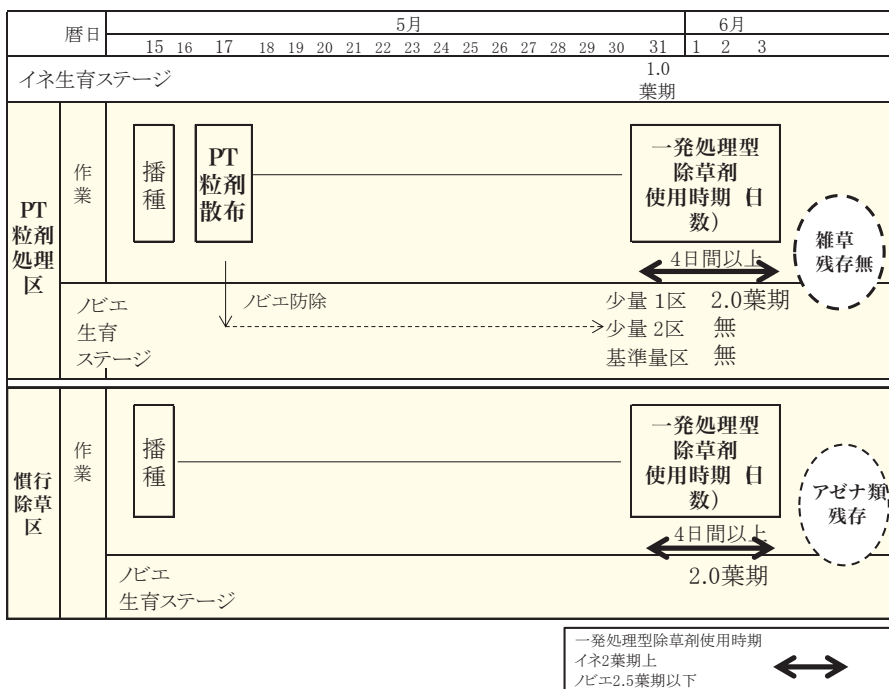 暦日
5月
6月
15 16 17 18 19 20 21 22 23 24 25 26 27 28 29 30 31 1 2 3
イネ生育ステージ
1.0
葉期
PT
粒剤
処理
区
作
業
播
種
PT
粒剤
散布
一発処理型
除草剤
使用時期（日
数）
4日間以上
雑草
残存無
ノビエ
生育
ステージ
ノビエ防除
少量 1区 2.0葉期
少量 2区 無
基準量区 無
慣行
除草
区
作
業
播
種
一発処理型
除草剤
使用時期（日
数）
4日間以上
アゼナ類
残存
ノビエ
生育ステージ
2.0葉期
一発処理型除草剤使用時期
イネ2葉期上
ノビエ2.5葉期以下